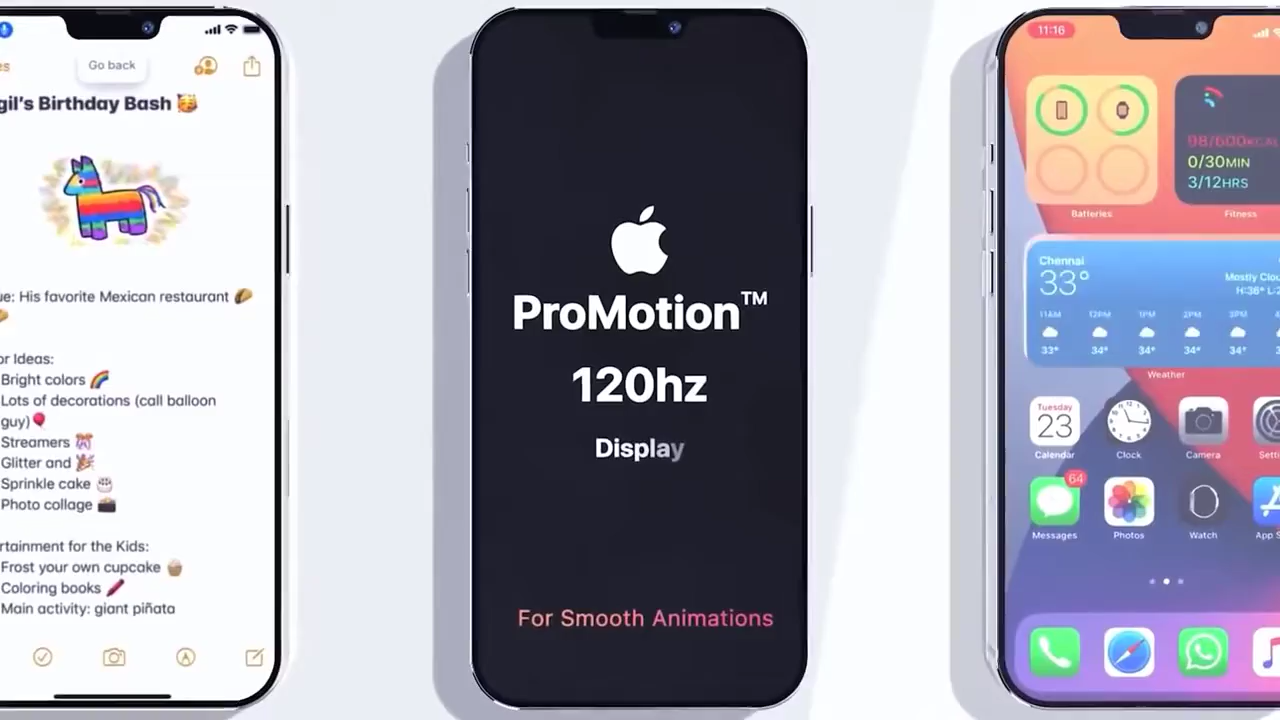 Go back
gil's Birthday Bash 🥳
ue: His favorite Mexican restaurant 🌮
or Ideas:
Bright colors 🌈
Lots of decorations (call balloon
guy)🎈
Streamers 🎊
Glitter and 🎉
Sprinkle cake 🎂
Photo collage 📸
rtainment for the Kids:
Frost your own cupcake 🧁
Coloring books 🖍️
Main activity: giant piñata
ProMotion™
120hz
Display
For Smooth Animations
11:16
98/600KCAL
0/30MIN
3/12HRS
Batteries
Fitness
Chennai
33°
Mostly Clou
H:36° L:2
11AM 12PM 1PM 2PM 3PM
33° 34° 34° 34° 34°
Weather
Tuesday
23
Calendar
Clock
Camera
Setti
64
Messages
Photos
Watch
App S